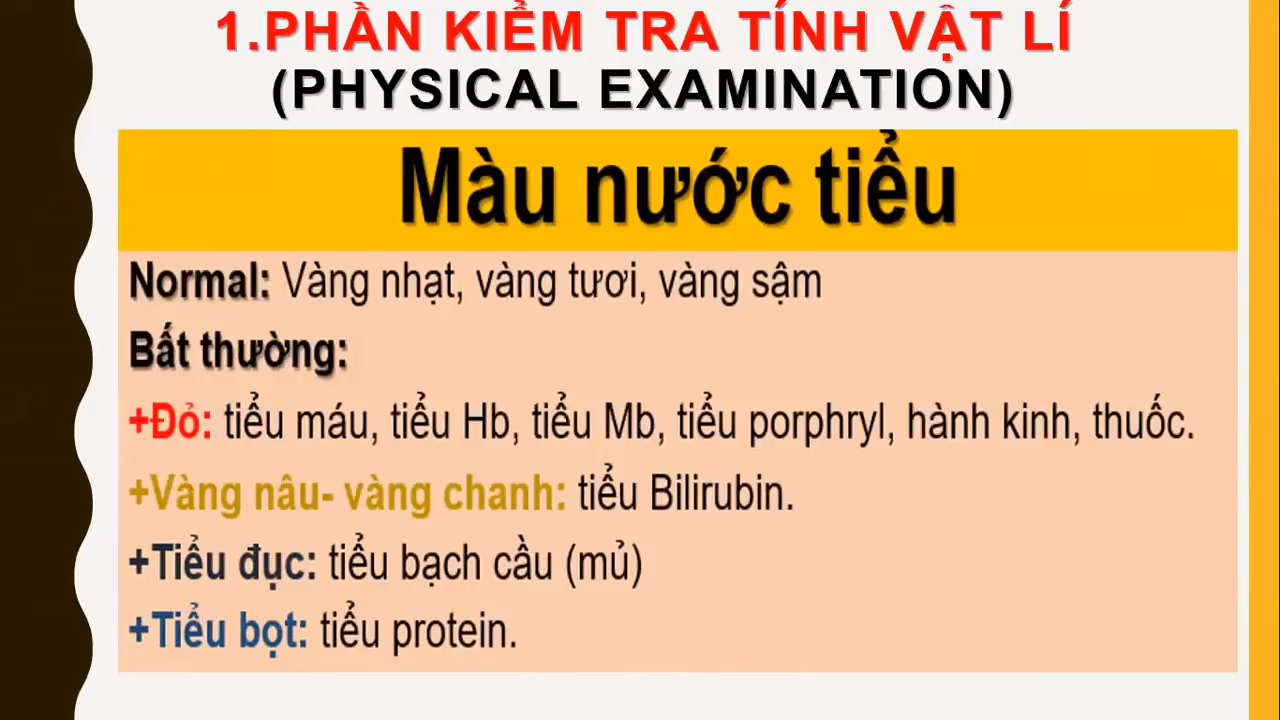 1.PHẦN KIỂM TRA TÍNH VẬT LÍ
(PHYSICAL EXAMINATION)
Màu nước tiểu
Normal: Vàng nhạt, vàng tươi, vàng sậm
Bất thường:
+Đỏ: tiểu máu, tiểu Hb, tiểu Mb, tiểu porphryl, hành kinh, thuốc.
+Vàng nâu- vàng chanh: tiểu Bilirubin.
+Tiểu đục: tiểu bạch cầu (mủ)
+Tiểu bọt: tiểu protein.